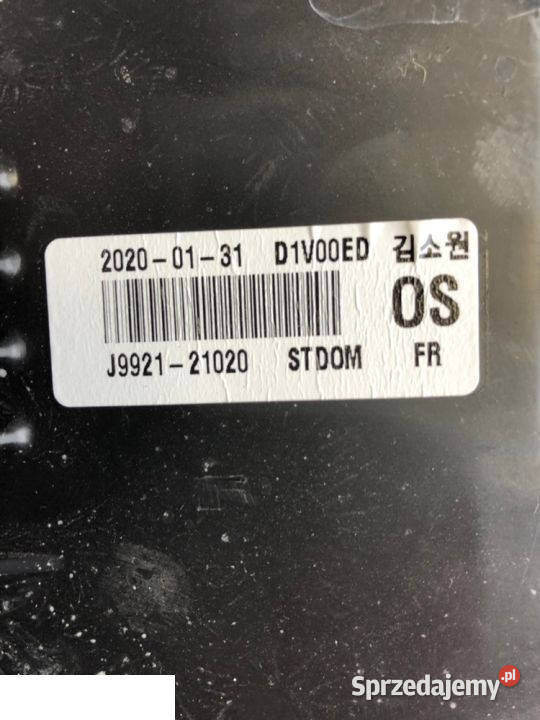 2020-01-31 D1V00ED 김소원
OS
J9921-21020 STDOM FR
Sprzedajemy.pl